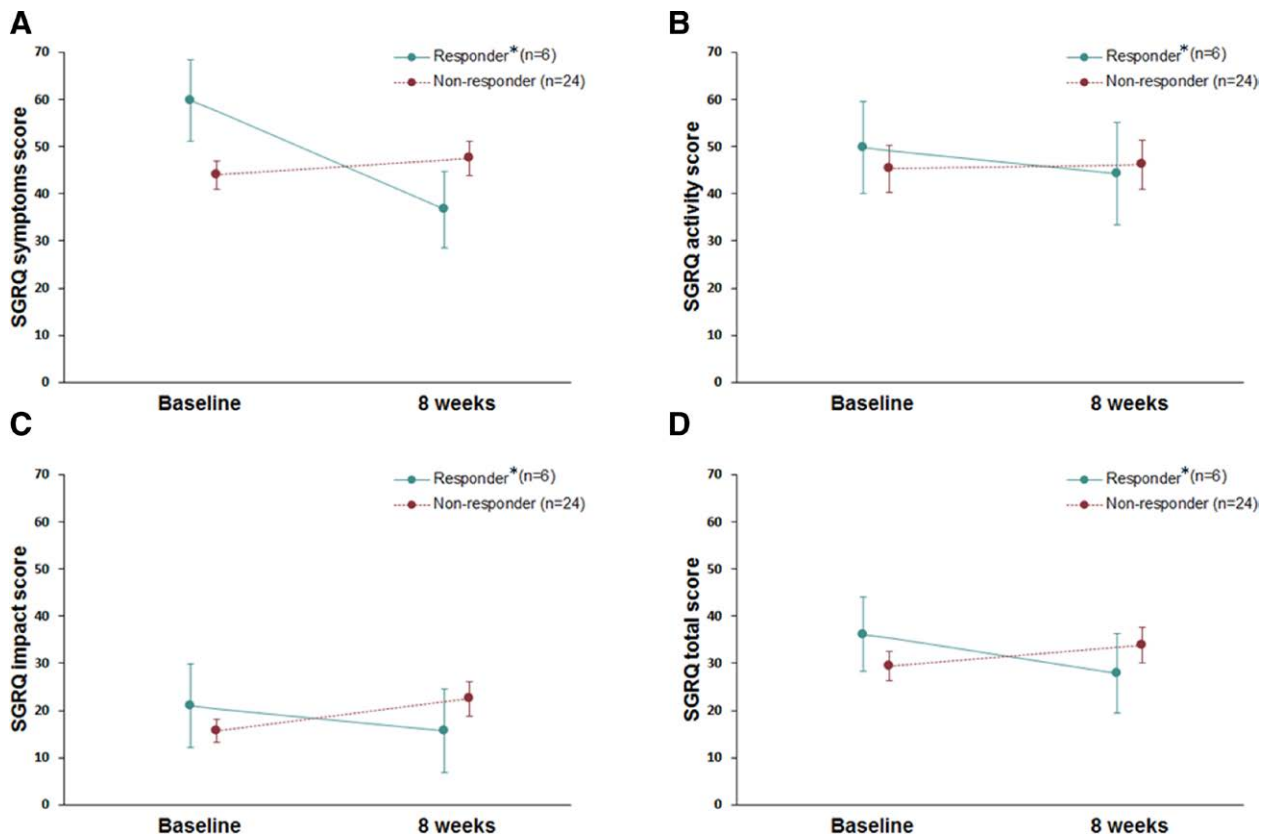 A
SGRQ symptoms score
70
60
50
40
30
20
10
0
Responder* (n=6)
Non-responder (n=24)
Baseline 8 weeks
B
SGRQ activity score
70
60
50
40
30
20
10
0
Responder* (n=6)
Non-responder (n=24)
Baseline 8 weeks
C
SGRQ impact score
70
60
50
40
30
20
10
0
Responder* (n=6)
Non-responder (n=24)
Baseline 8 weeks
D
SGRQ total score
70
60
50
40
30
20
10
0
Responder* (n=6)
Non-responder (n=24)
Baseline 8 weeks